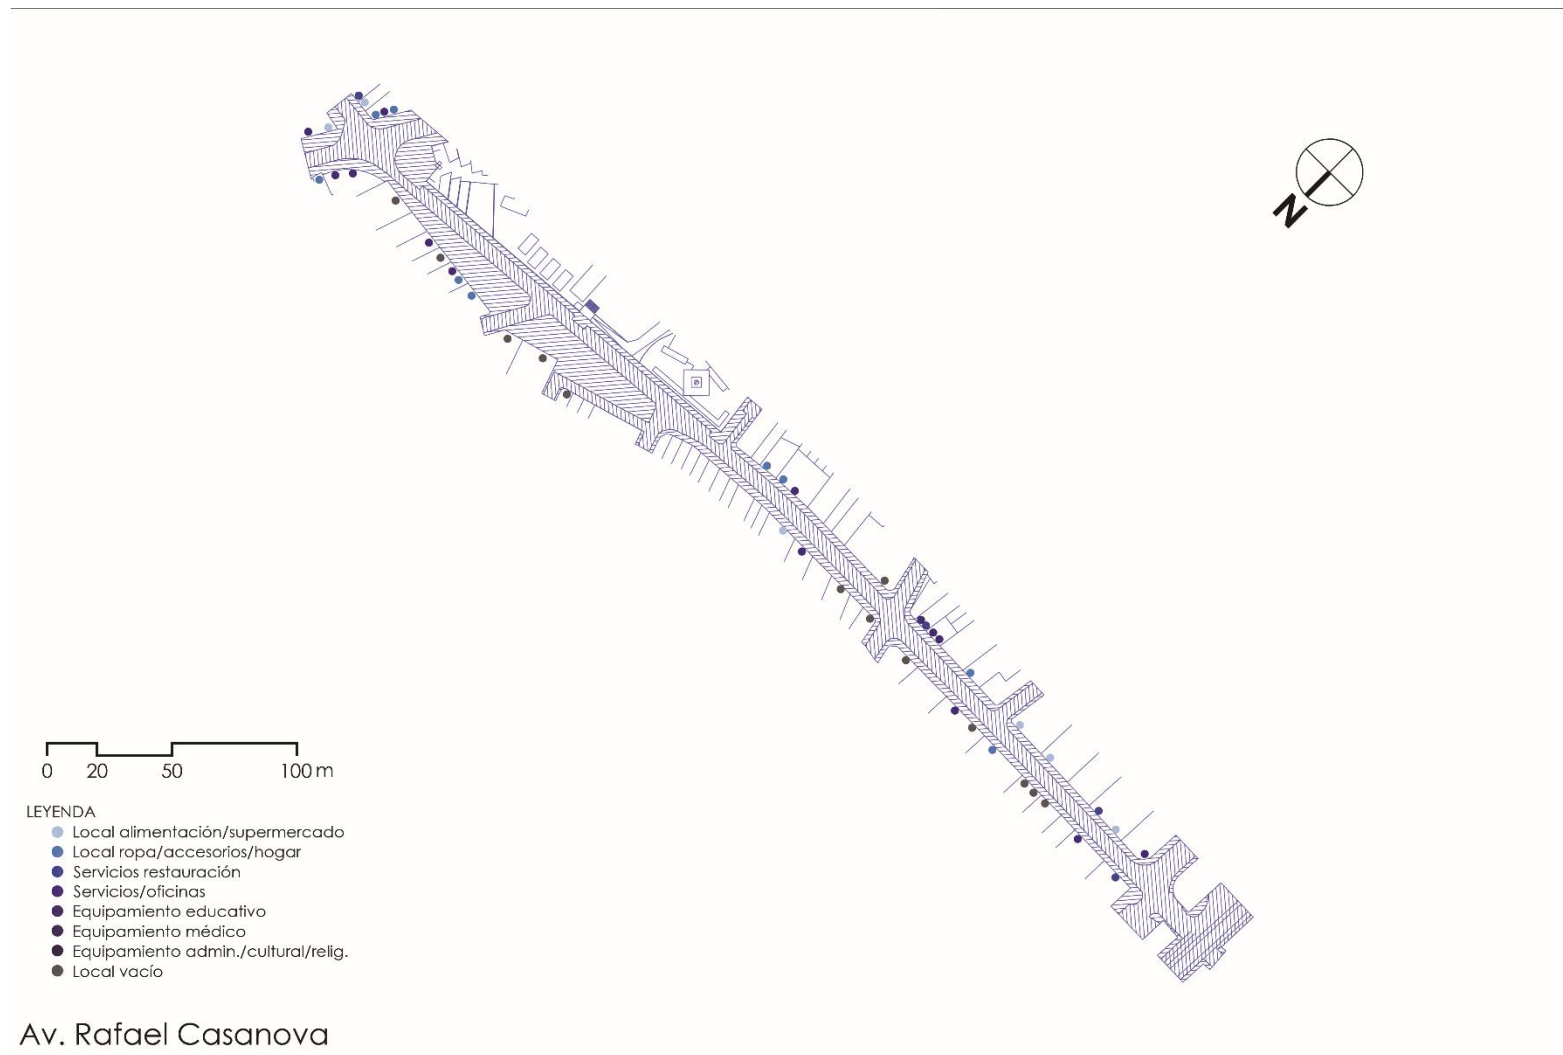 N
0 20 50 100 m
LEYENDA
Local alimentación/supermercado
Local ropa/accesorios/hogar
Servicios restauración
Servicios/oficinas
Equipamiento educativo
Equipamiento médico
Equipamiento admin./cultural/relig.
Local vacío
Av. Rafael Casanova